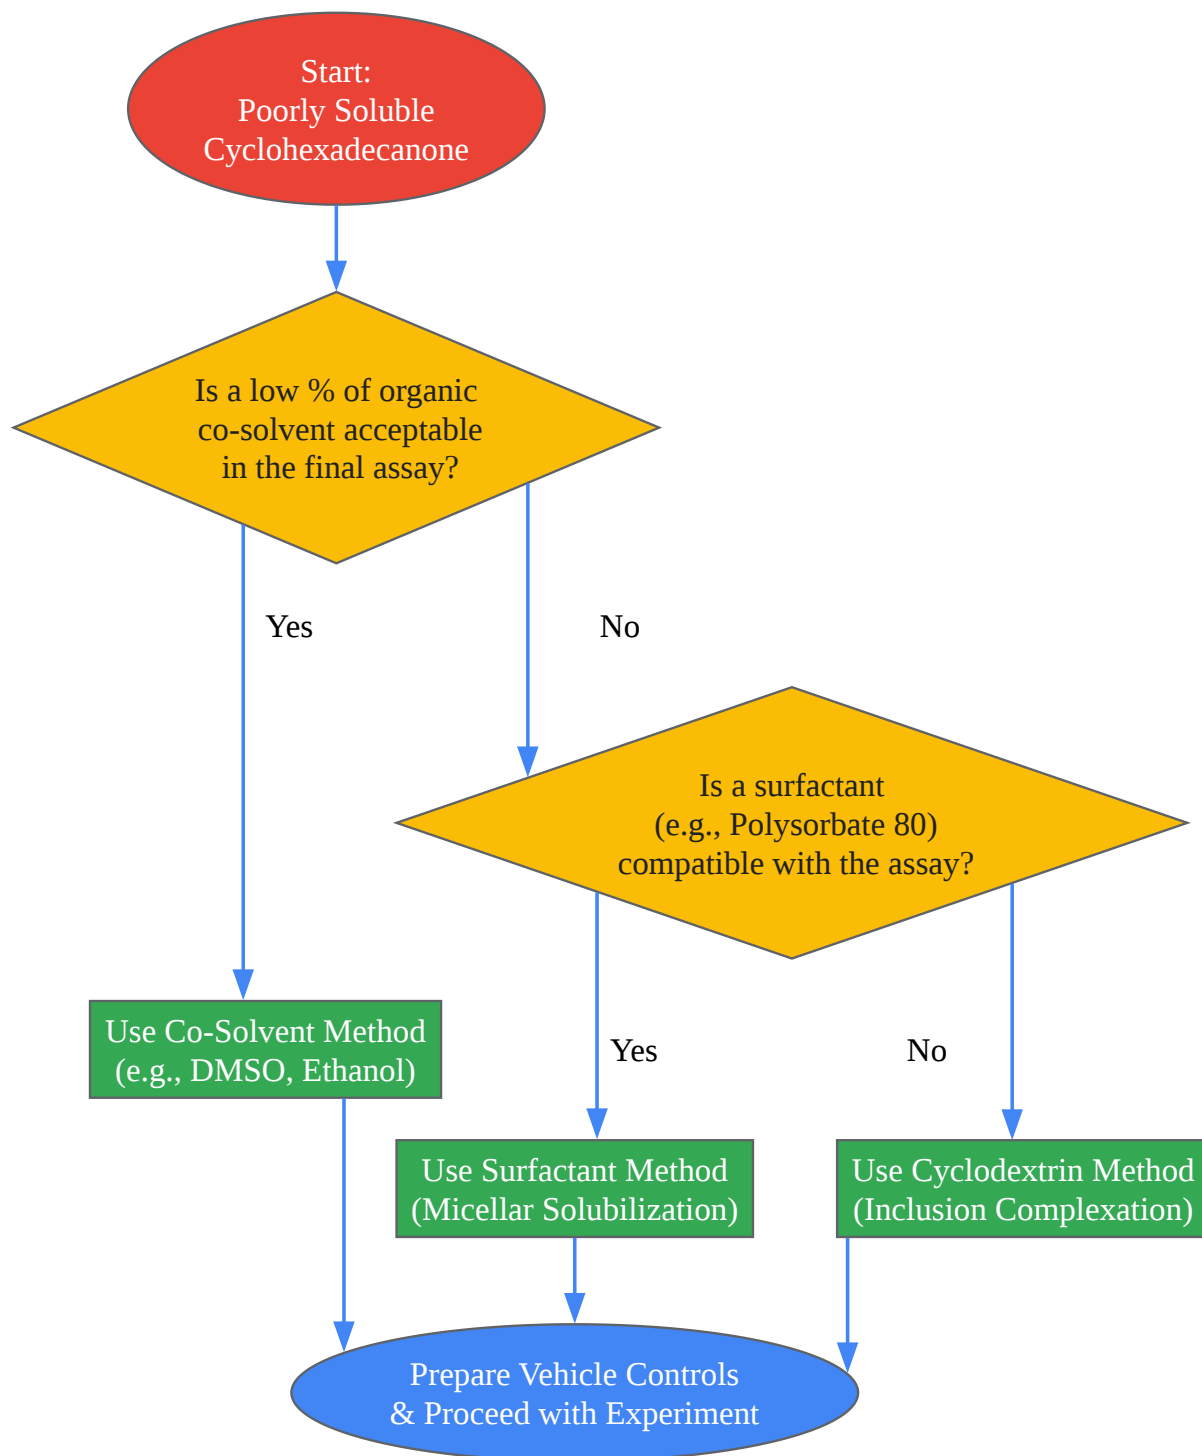 Start:
Poorly Soluble
Cyclohexadecanone
Is a low % of organic
co-solvent acceptable
in the final assay?
Yes
No
Is a surfactant
(e.g., Polysorbate 80)
compatible with the assay?
Use Co-Solvent Method
(e.g., DMSO, Ethanol)
Yes
No
Use Surfactant Method
(Micellar Solubilization)
Use Cyclodextrin Method
(Inclusion Complexation)
Prepare Vehicle Controls
& Proceed with Experiment